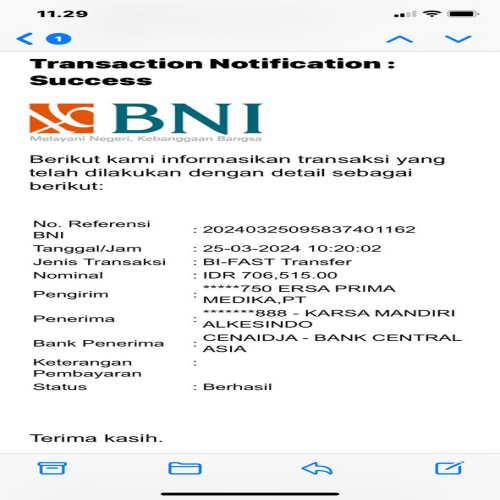 11.29
1
Transaction Notification :
Success
BNI
Melayani Negeri, Kebanggaan Bangsa
Berikut kami informasikan transaksi yang
telah dilakukan dengan detail sebagai
berikut:
No. Referensi
BNI : 20240325095837401162
Tanggal/Jam : 25-03-2024 10:20:02
Jenis Transaksi : BI-FAST Transfer
Nominal : IDR 706,515.00
Pengirim : *****750 ERSA PRIMA
MEDIKA,PT
Penerima : *******888 - KARSA MANDIRI
ALKESINDO
Bank Penerima : CENAIDJA - BANK CENTRAL
ASIA
Keterangan :
Pembayaran
Status : Berhasil
Terima kasih.